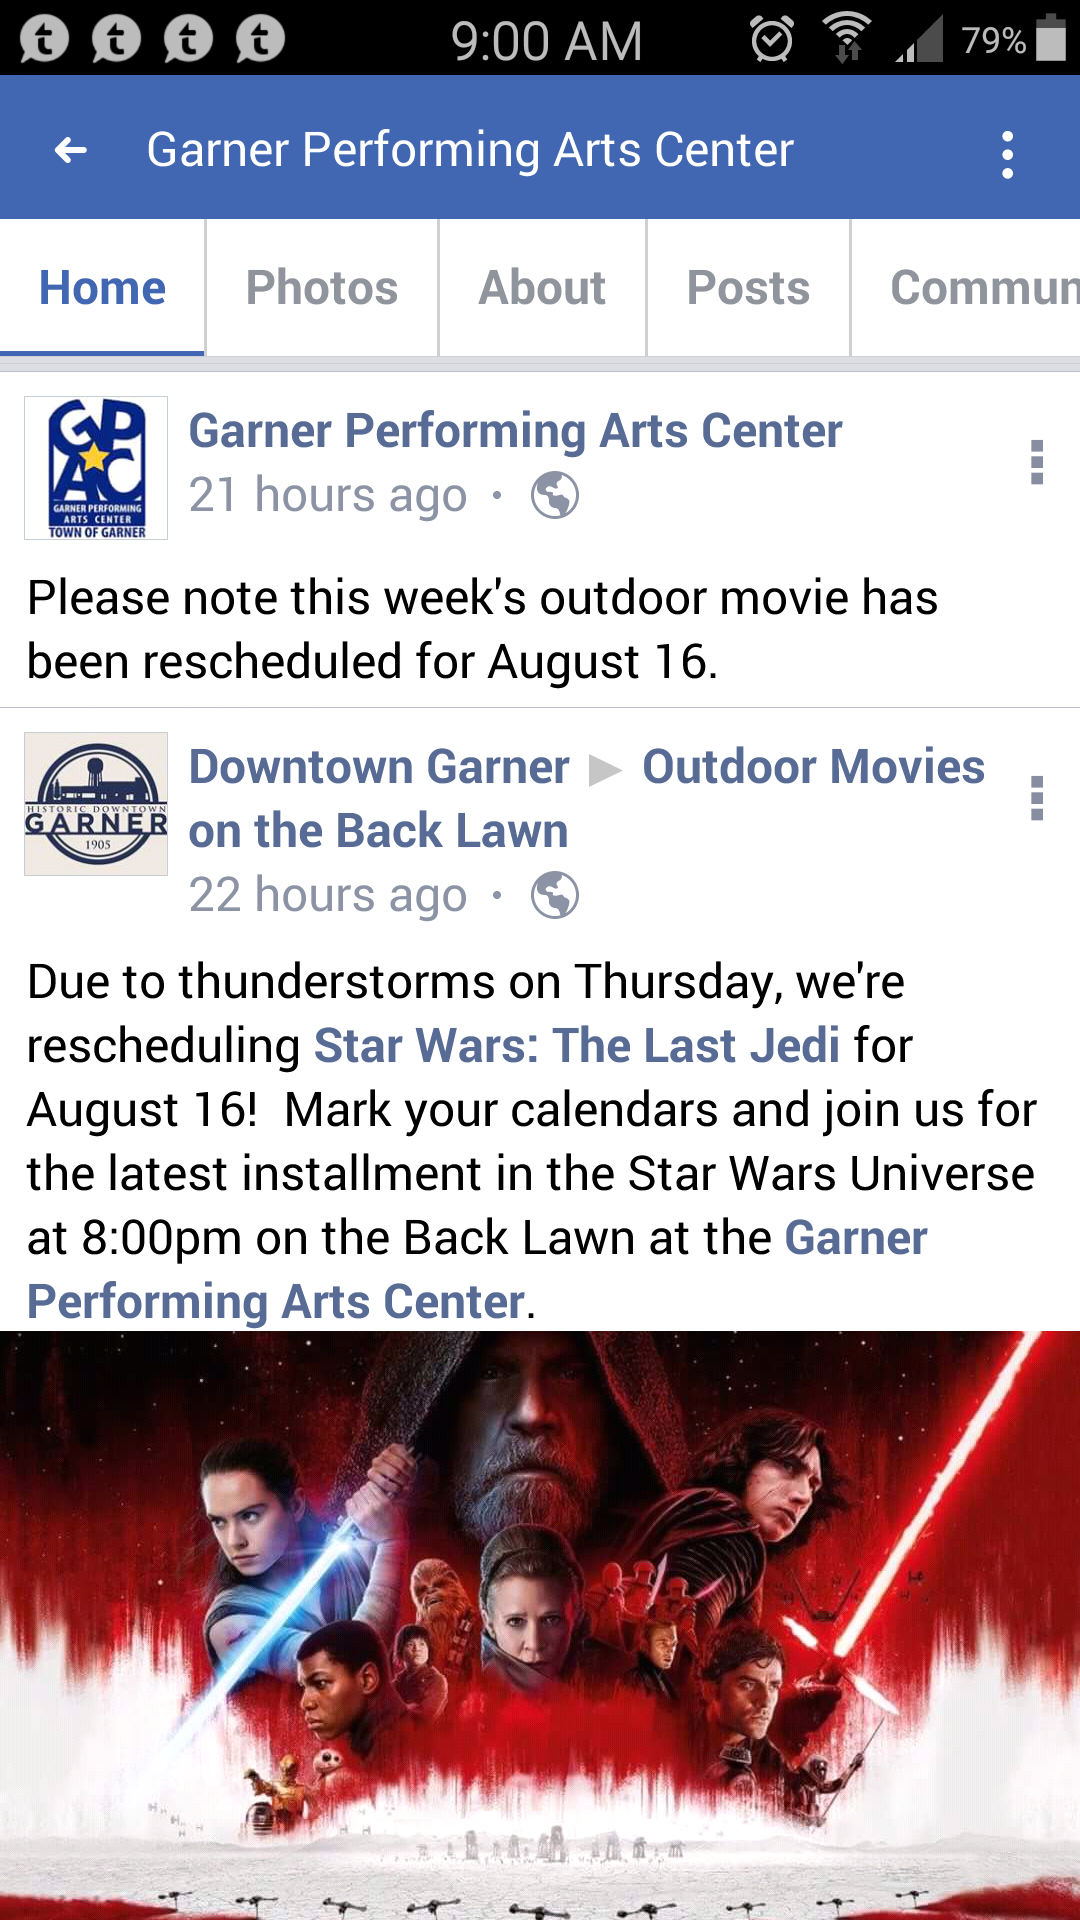 9:00 AM 79%
Garner Performing Arts Center
Home Photos About Posts Commun
GPAC
GARNER PERFORMING
ARTS CENTER
TOWN OF GARNER
Garner Performing Arts Center
21 hours ago ·
Please note this week's outdoor movie has
been rescheduled for August 16.
HISTORIC DOWNTOWN
GARNER
1905
Downtown Garner ▶ Outdoor Movies
on the Back Lawn
22 hours ago ·
Due to thunderstorms on Thursday, we're
rescheduling Star Wars: The Last Jedi for
August 16!  Mark your calendars and join us for
the latest installment in the Star Wars Universe
at 8:00pm on the Back Lawn at the Garner
Performing Arts Center.